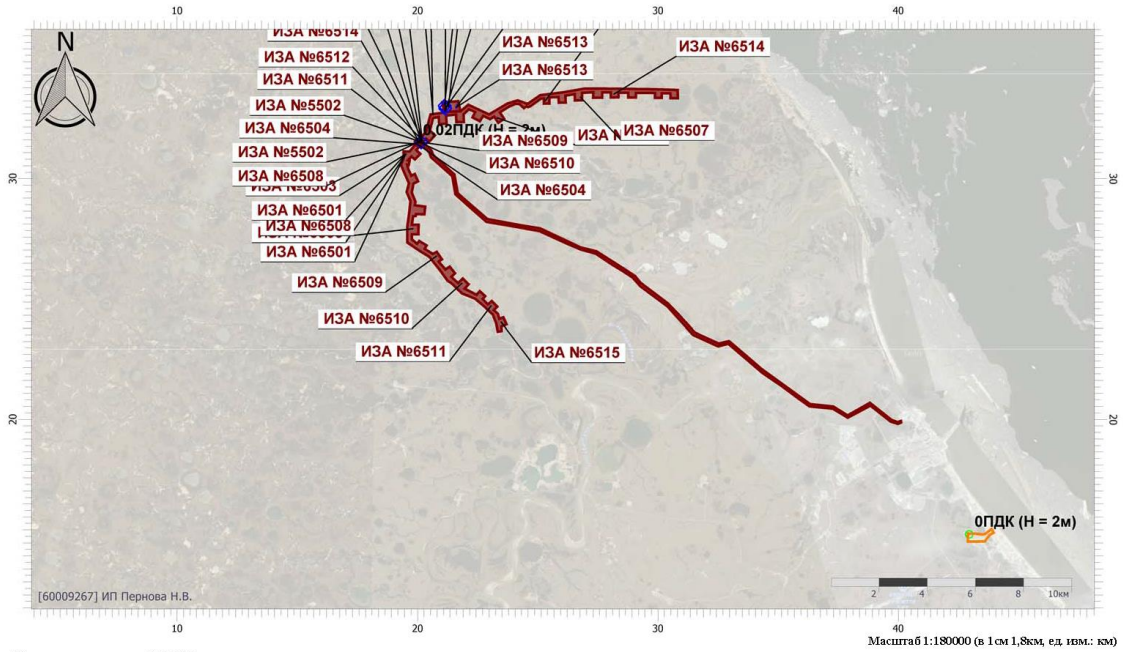 10
20
30
40
N
ИЗА №6514
ИЗА №6513
ИЗА №6514
ИЗА №6512
ИЗА №6513
ИЗА №6511
ИЗА №5502
0,02ПДК (H = 2м)
ИЗА №6507
ИЗА №6504
ИЗА №6509
ИЗА №5502
ИЗА №6510
30
30
ИЗА №6508
ИЗА №6504
ИЗА №6501
ИЗА №6508
ИЗА №6501
ИЗА №6509
ИЗА №6510
ИЗА №6511
ИЗА №6515
20
20
0ПДК (H = 2м)
2 4 6 8 10км
[60009267] ИП Пернова Н.В.
10
20
30
40
Масштаб 1:180000 (в 1см 1,8км, ед. изм.: км)